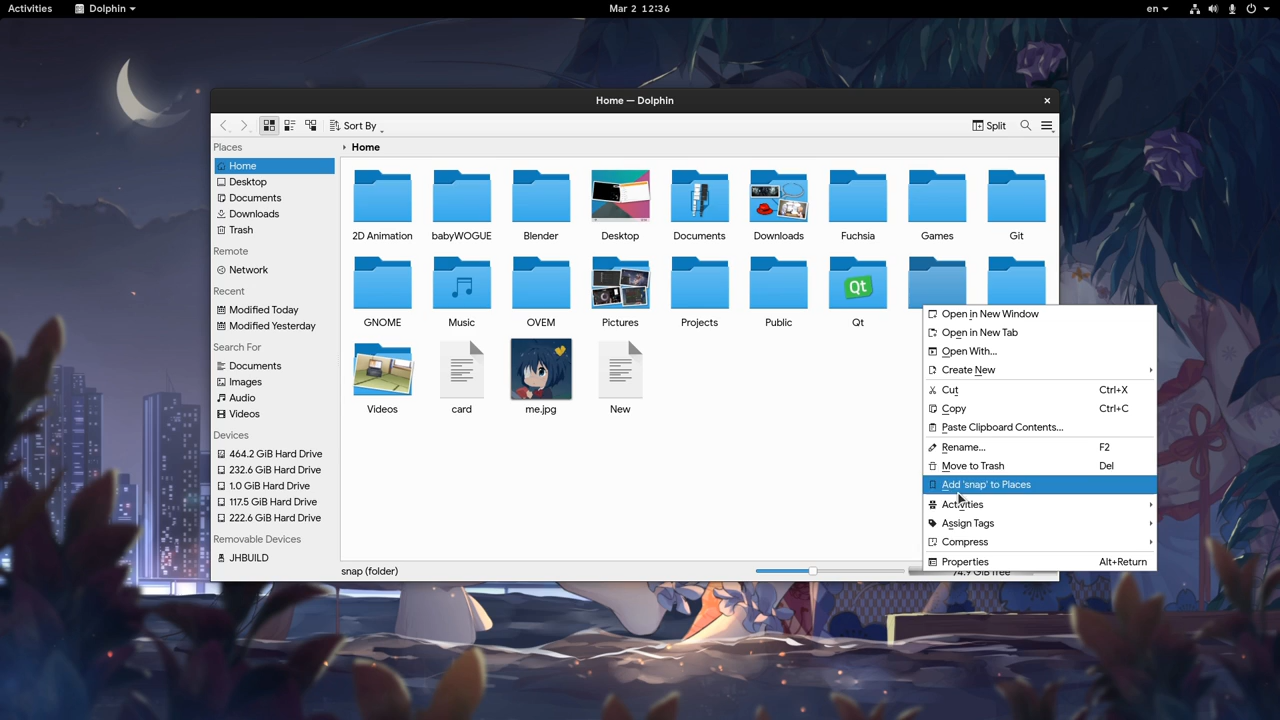 Activities
Dolphin
Mar 2 12:36
en
Home — Dolphin
Sort By
Split
Places
Home
Desktop
Documents
Downloads
Trash
Remote
Network
Recent
Modified Today
Modified Yesterday
Search For
Documents
Images
Audio
Videos
Devices
464.2 GiB Hard Drive
232.6 GiB Hard Drive
1.0 GiB Hard Drive
117.5 GiB Hard Drive
222.6 GiB Hard Drive
Removable Devices
JHBUILD
Home
2D Animation
babyWOGUE
Blender
Desktop
Documents
Downloads
Fuchsia
Games
Git
GNOME
Music
OVEM
Pictures
Projects
Public
Qt
Qt
Videos
card
me.jpg
New
Open in New Window
Open in New Tab
Open With...
Create New
Cut Ctrl+X
Copy Ctrl+C
Paste Clipboard Contents...
Rename... F2
Move to Trash Del
Add 'snap' to Places
Activities
Assign Tags
Compress
Properties Alt+Return
snap (folder)
74.9 GiB free